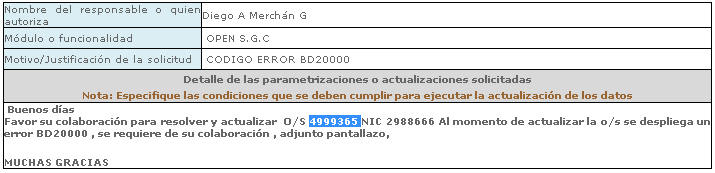 Nombre del responsable o quien autoriza Diego A Merchán G
Módulo o funcionalidad OPEN S.G.C
Motivo/Justificación de la solicitud CODIGO ERROR BD20000
Detalle de las parametrizaciones o actualizaciones solicitadas
Nota: Especifique las condiciones que se deben cumplir para ejecutar la actualización de los datos
Buenos días
Favor su colaboración para resolver y actualizar O/S 4999365 NIC 2988666 Al momento de actualizar la o/s se despliega un
error BD20000 , se requiere de su colaboración , adjunto pantallazo,
MUCHAS GRACIAS